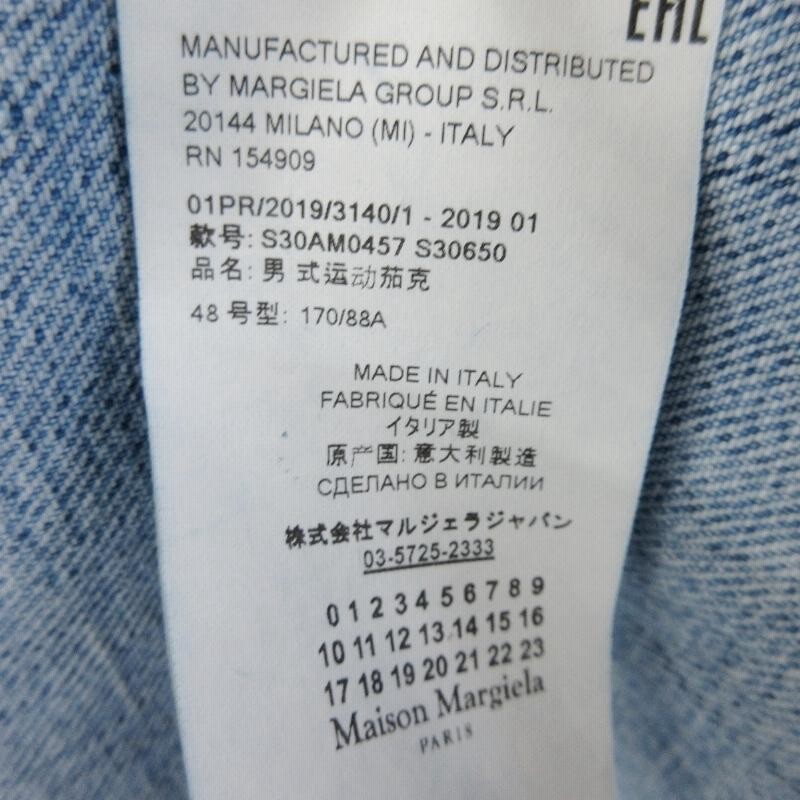 EAC
MANUFACTURED AND DISTRIBUTED
BY MARGIELA GROUP S.R.L.
20144 MILANO (MI) - ITALY
RN 154909
01PR/2019/3140/1 - 2019 01
款号: S30AM0457 S30650
品名: 男 式运动茄克
48 号型: 170/88A
MADE IN ITALY
FABRIQUÉ EN ITALIE
イタリア製
原产国: 意大利製造
СДЕЛАНО В ИТАЛИИ
株式会社マルジェラジャパン
03-5725-2333
0 1 2 3 4 5 6 7 8 9
10 11 12 13 14 15 16
17 18 19 20 21 22 23
Maison Margiela
PARIS